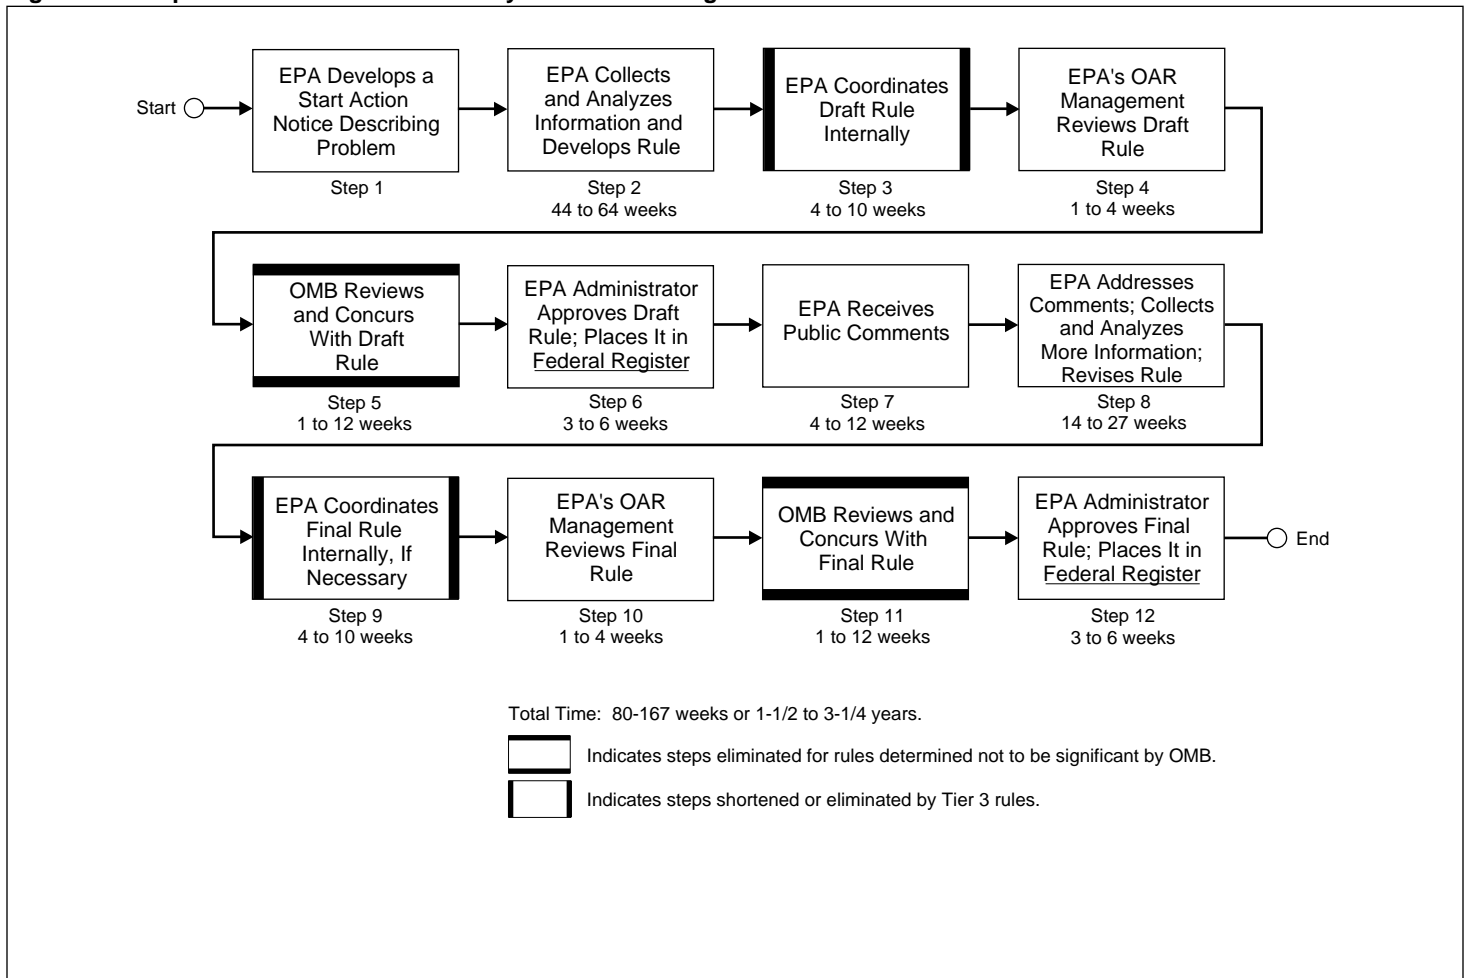 Start
EPA Develops a
Start Action
Notice Describing
Problem
Step 1
EPA Collects
and Analyzes
Information and
Develops Rule
Step 2
44 to 64 weeks
EPA Coordinates
Draft Rule
Internally
Step 3
4 to 10 weeks
EPA's OAR
Management
Reviews Draft
Rule
Step 4
1 to 4 weeks
OMB Reviews
and Concurs
With Draft
Rule
Step 5
1 to 12 weeks
EPA Administrator
Approves Draft
Rule; Places It in
Federal Register
Step 6
3 to 6 weeks
EPA Receives
Public Comments
Step 7
4 to 12 weeks
EPA Addresses
Comments; Collects
and Analyzes
More Information;
Revises Rule
Step 8
14 to 27 weeks
EPA Coordinates
Final Rule
Internally, If
Necessary
Step 9
4 to 10 weeks
EPA's OAR
Management
Reviews Final
Rule
Step 10
1 to 4 weeks
OMB Reviews and
Concurs With
Final Rule
Step 11
1 to 12 weeks
EPA Administrator
Approves Final
Rule; Places It in
Federal Register
Step 12
3 to 6 weeks
End
Total Time: 80-167 weeks or 1-1/2 to 3-1/4 years.
Indicates steps eliminated for rules determined not to be significant by OMB.
Indicates steps shortened or eliminated by Tier 3 rules.